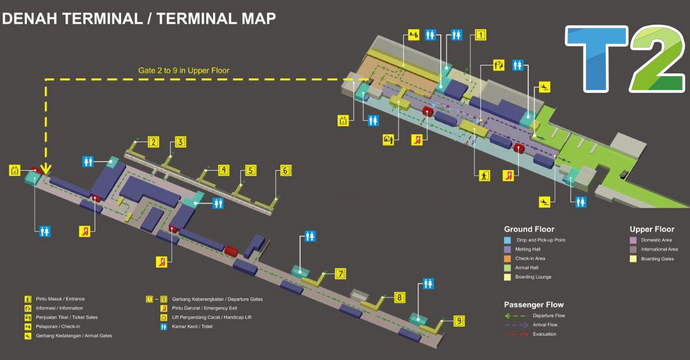 DENAH TERMINAL / TERMINAL MAP
T2
Gate 2 to 9 in Upper Floor
1
2
3
4
5
6
7
8
9
Ground Floor
Drop and Pick-up Point
Meeting Hall
Check-in Area
Arrival Hall
Boarding Lounge
Upper Floor
Domestic Area
International Area
Boarding Gates
Passenger Flow
Departure Flow
Arrival Flow
Evacuation
Pintu Masuk / Entrance
Informasi / Information
Penjualan Tiket / Ticket Sales
Pelaporan / Check-in
Gerbang Kedatangan / Arrival Gates
1 - 9 Gerbang Keberangkatan / Departure Gates
Pintu Darurat / Emergency Exit
Lift Penyandang Cacat / Handicap Lift
Kamar Kecil / Toilet